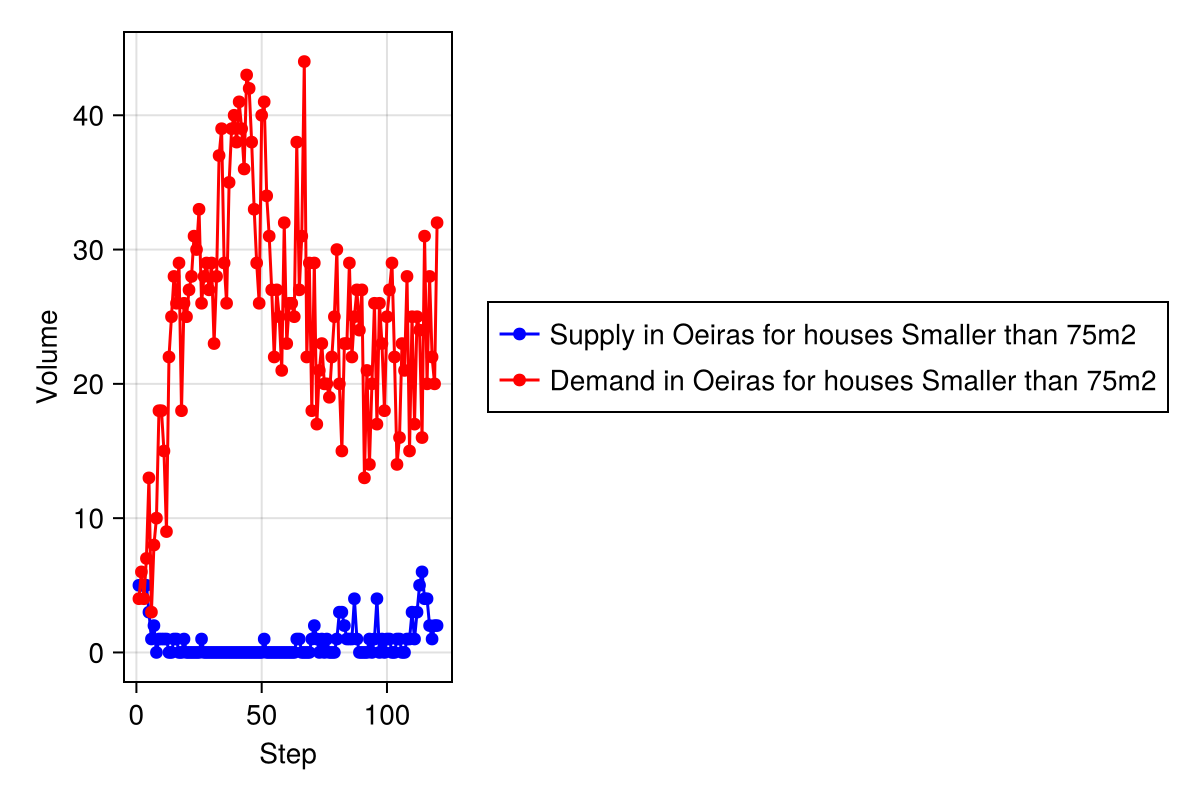 Volume
40
30
20
10
0
0 50 100
Step
Supply in Oeiras for houses Smaller than 75m2
Demand in Oeiras for houses Smaller than 75m2